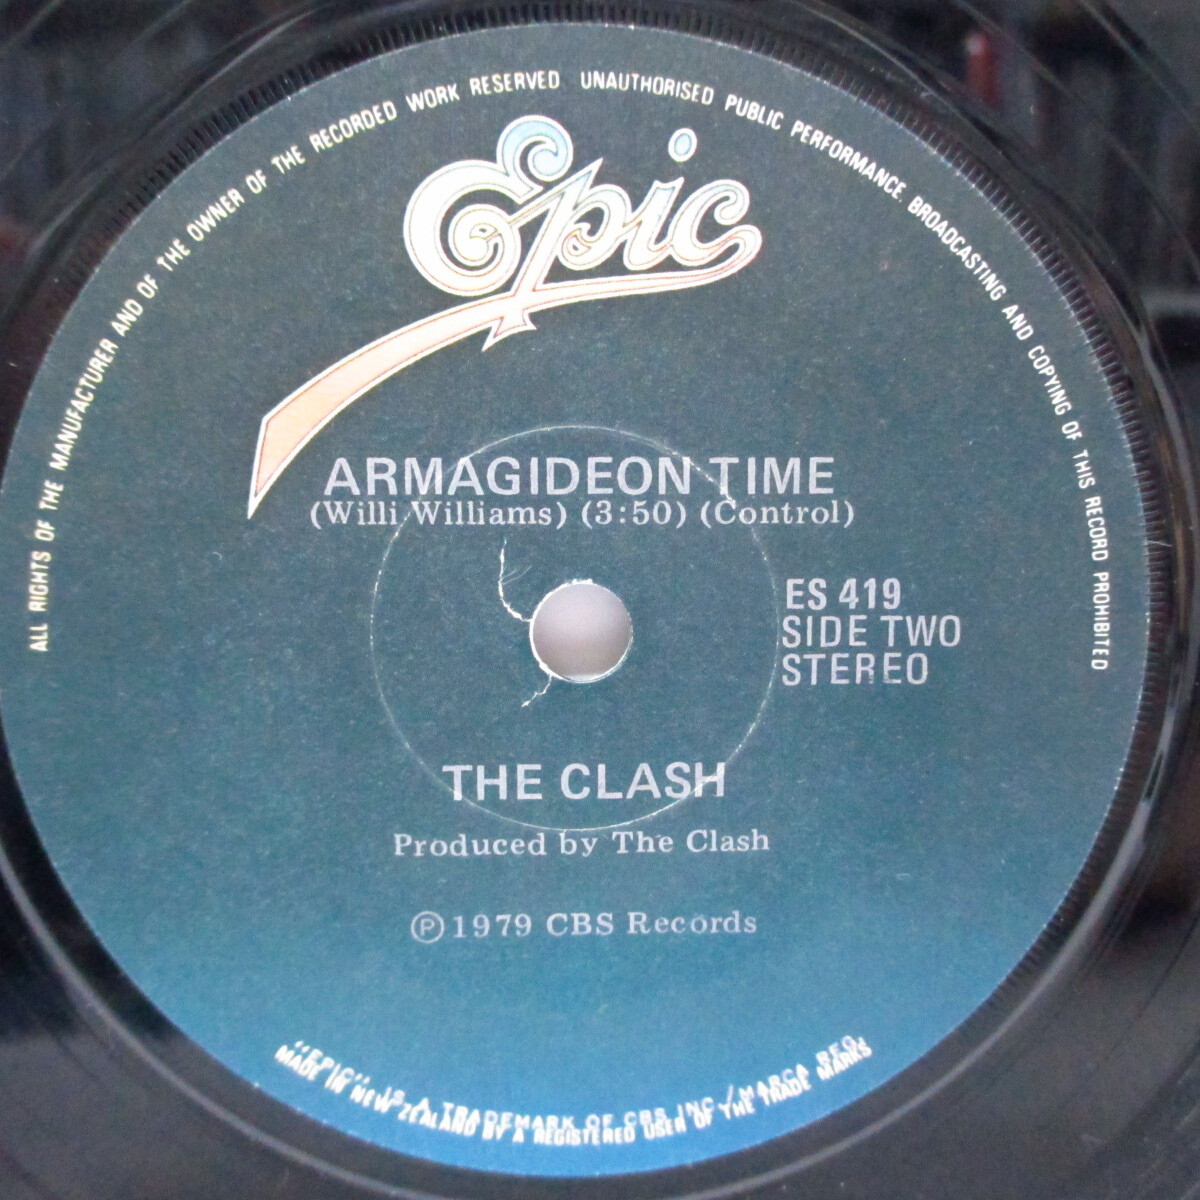 ALL RIGHTS OF THE MANUFACTURER AND OF THE OWNER OF THE RECORDED WORK RESERVED UNAUTHORISED PUBLIC PERFORMANCE. BROADCASTING AND COPYING OF THIS RECORD PROHIBITED
Epic
ARMAGIDEON TIME
(Willi Williams) (3:50) (Control)
ES 419
SIDE TWO
STEREO
THE CLASH
Produced by The Clash
Ⓟ 1979 CBS Records
"EPIC" IS A TRADEMARK OF CBS INC./MARCA REG.
MADE IN NEW ZEALAND BY A REGISTERED USER OF THE TRADE MARKS